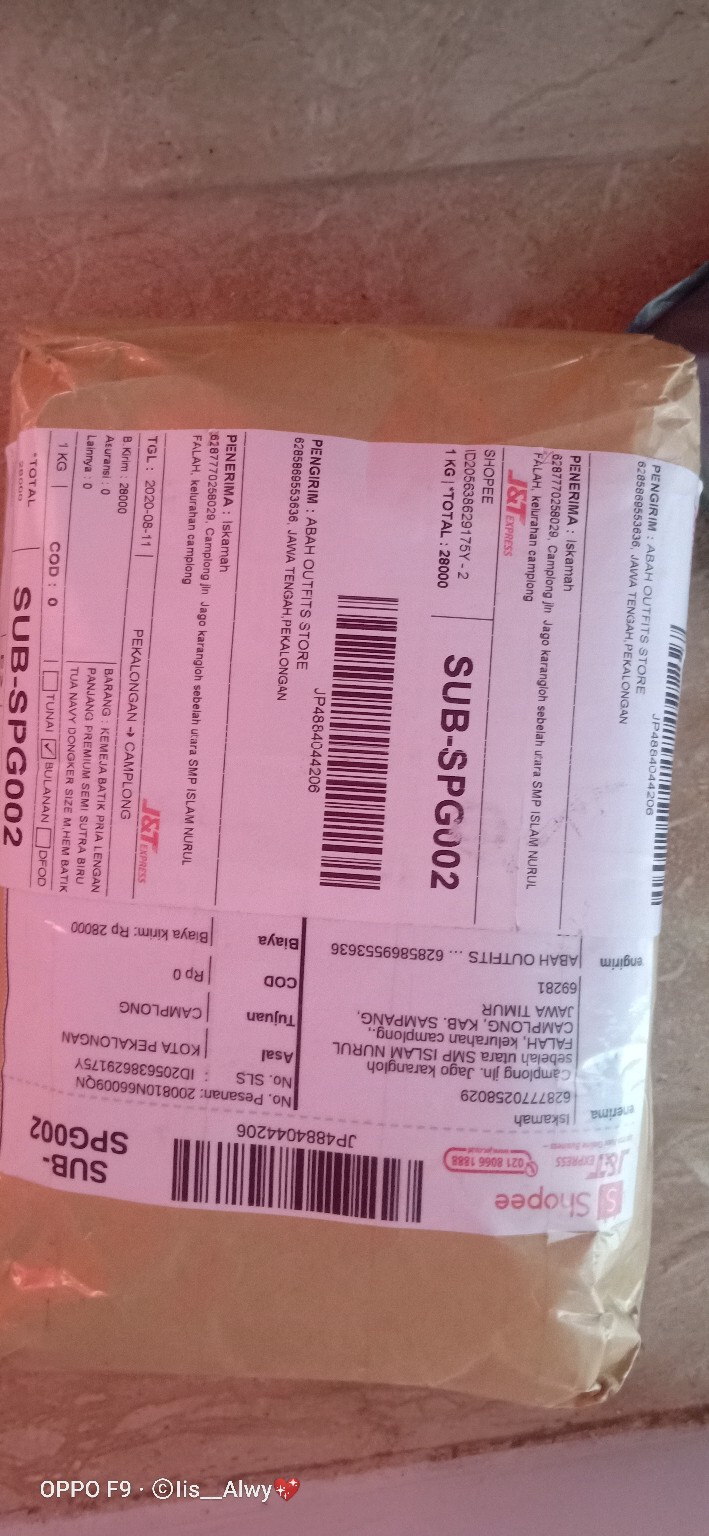 PENGIRIM : ABAH OUTFITS STORE
6285869553636, JAWA TENGAH,PEKALONGAN
JP4884044206
PENERIMA : Iskamah
6287770258029, Camplong jln Jago karangloh sebelah utara SMP ISLAM NURUL
FALAH, kelurahan camplong
J&T EXPRESS
SHOPEE
ID205638629175Y - 2
1 KG | *TOTAL : 28000
SUB-SPG002
JP4884044206
PENGIRIM : ABAH OUTFITS STORE
6285869553636, JAWA TENGAH,PEKALONGAN
PENERIMA : Iskamah
6287770258029, Camplong jln Jago karangloh sebelah utara SMP ISLAM NURUL
FALAH, kelurahan camplong
J&T EXPRESS
TGL : 2020-08-11 |
PEKALONGAN → CAMPLONG
B.Kirim : 28000
Asuransi : 0
Lainnya : 0
BARANG : KEMEJA BATIK PRIA LENGAN
PANJANG PREMIUM SEMI SUTRA BIRU
TUA NAVY DONGKER SIZE M,HEM BATIK
1 KG | COD : 0 | TUNAI ✓ BULANAN DFOD
*TOTAL
28000
SUB-SPG002
Shopee
J&T EXPRESS
021 8066 1888
JP4884044206
SUB-
SPG002
enerima
Iskamah
6287770258029
Camplong jln. Jago karangloh
sebelah utara SMP ISLAM NURUL
FALAH, kelurahan camplong,,
CAMPLONG, KAB. SAMPANG,
JAWA TIMUR
69281
engirim
ABAH OUTFITS ... 6285869553636
No. Pesanan: 200810N66009QN
No. SLS : ID205638629175Y
Asal KOTA PEKALONGAN
Tujuan CAMPLONG
COD Rp 0
Biaya Biaya kirim: Rp 28000
OPPO F9 · ©Iis__Alwy💖